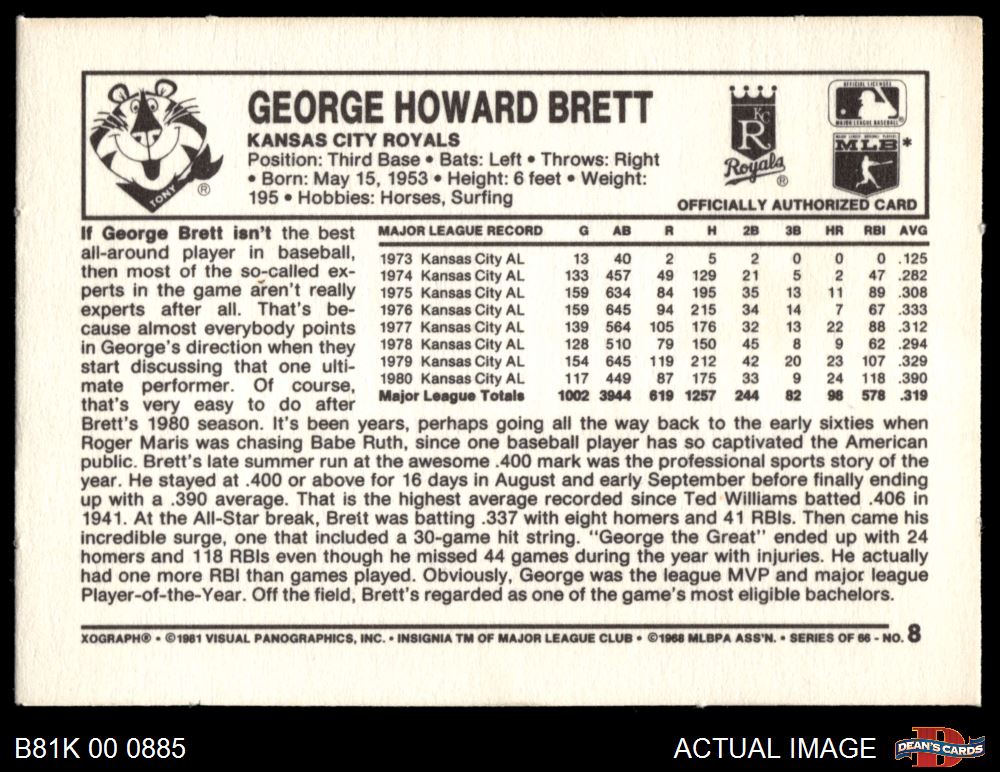 GEORGE HOWARD BRETT
KANSAS CITY ROYALS
Position: Third Base • Bats: Left • Throws: Right
• Born: May 15, 1953 • Height: 6 feet • Weight:
195 • Hobbies: Horses, Surfing
TONY ®
KC
R
Royals ®
OFFICIALLY LICENSED
MAJOR LEAGUE BASEBALL
MAJOR LEAGUE BASEBALL PLAYERS
MLB *
OFFICIALLY AUTHORIZED CARD
If George Brett isn't the best
all-around player in baseball,
then most of the so-called ex-
perts in the game aren't really
experts after all. That's be-
cause almost everybody points
in George's direction when they
start discussing that one ulti-
mate performer. Of course,
that's very easy to do after
MAJOR LEAGUE RECORD G AB R H 2B 3B HR RBI AVG
1973 Kansas City AL 13 40 2 5 2 0 0 0 .125
1974 Kansas City AL 133 457 49 129 21 5 2 47 .282
1975 Kansas City AL 159 634 84 195 35 13 11 89 .308
1976 Kansas City AL 159 645 94 215 34 14 7 67 .333
1977 Kansas City AL 139 564 105 176 32 13 22 88 .312
1978 Kansas City AL 128 510 79 150 45 8 9 62 .294
1979 Kansas City AL 154 645 119 212 42 20 23 107 .329
1980 Kansas City AL 117 449 87 175 33 9 24 118 .390
Major League Totals 1002 3944 619 1257 244 82 98 578 .319
Brett's 1980 season. It's been years, perhaps going all the way back to the early sixties when
Roger Maris was chasing Babe Ruth, since one baseball player has so captivated the American
public. Brett's late summer run at the awesome .400 mark was the professional sports story of the
year. He stayed at .400 or above for 16 days in August and early September before finally ending
up with a .390 average. That is the highest average recorded since Ted Williams batted .406 in
1941. At the All-Star break, Brett was batting .337 with eight homers and 41 RBIs. Then came his
incredible surge, one that included a 30-game hit string. "George the Great" ended up with 24
homers and 118 RBIs even though he missed 44 games during the year with injuries. He actually
had one more RBI than games played. Obviously, George was the league MVP and major league
Player-of-the-Year. Off the field, Brett's regarded as one of the game's most eligible bachelors.
XOGRAPH® • ©1981 VISUAL PANOGRAPHICS, INC. • INSIGNIA TM OF MAJOR LEAGUE CLUB • ©1968 MLBPA ASS'N. • SERIES OF 66 - NO. 8
B81K 00 0885
ACTUAL IMAGE
D
DEAN'S CARDS